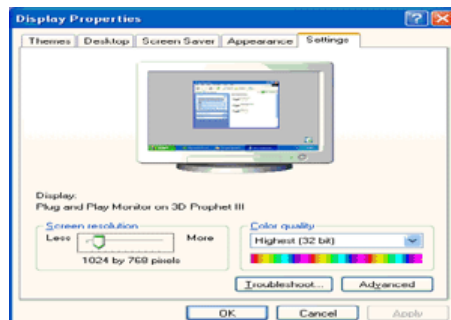 Display Properties
Themes Desktop Screen Saver Appearance Settings
Display:
Plug and Play Monitor on 3D Prophet III
Screen resolution
Less More
1024 by 768 pixels
Color quality
Highest (32 bit)
Troubleshoot... Advanced
OK Cancel Apply